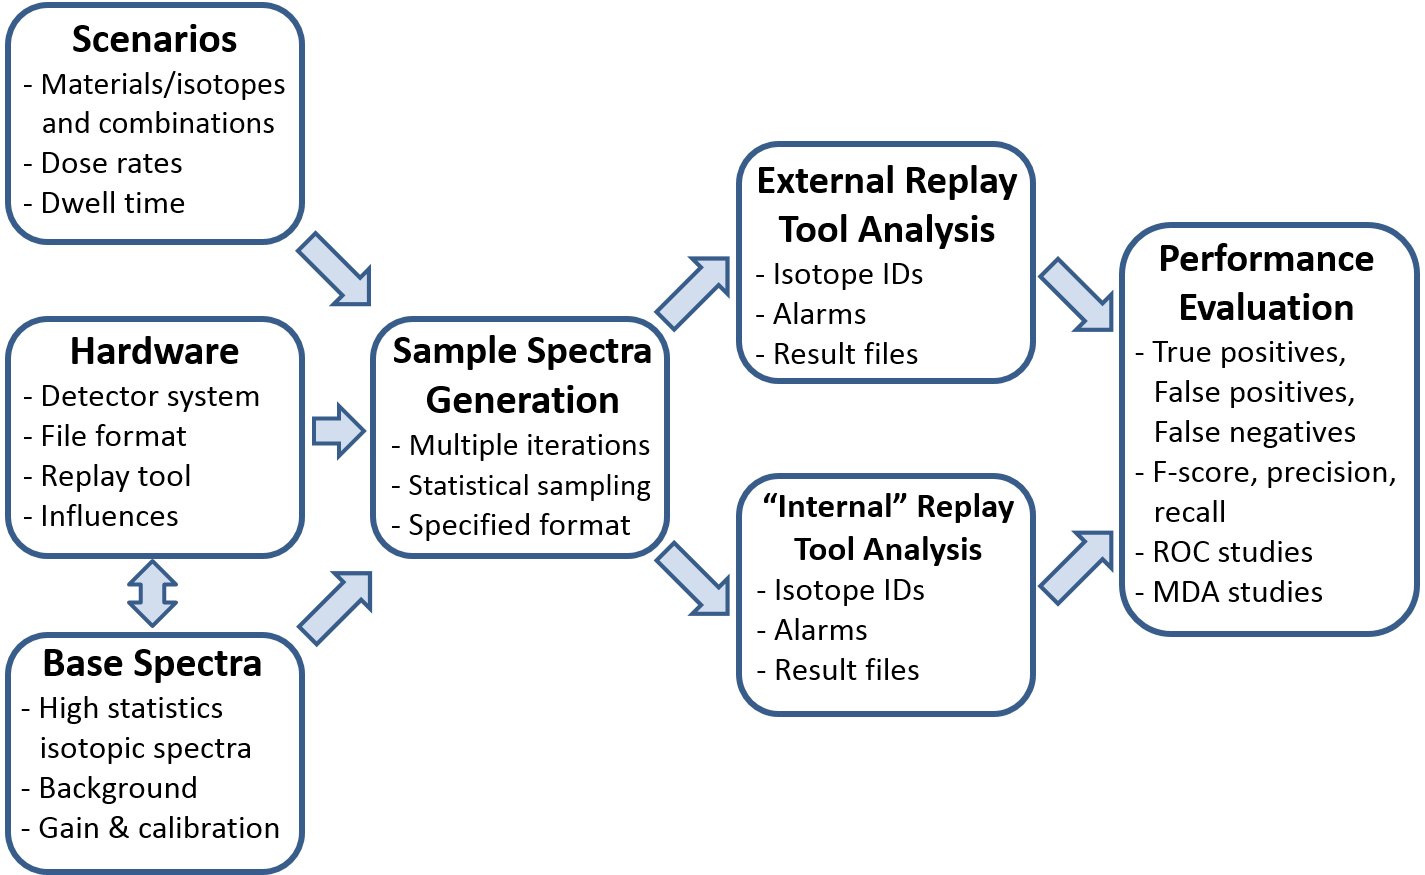 Scenarios
- Materials/isotopes
and combinations
- Dose rates
- Dwell time
Hardware
- Detector system
- File format
- Replay tool
- Influences
Base Spectra
- High statistics
isotopic spectra
- Background
- Gain & calibration
Sample Spectra
Generation
- Multiple iterations
- Statistical sampling
- Specified format
External Replay
Tool Analysis
- Isotope IDs
- Alarms
- Result files
“Internal” Replay
Tool Analysis
- Isotope IDs
- Alarms
- Result files
Performance
Evaluation
- True positives,
False positives,
False negatives
- F-score, precision,
recall
- ROC studies
- MDA studies